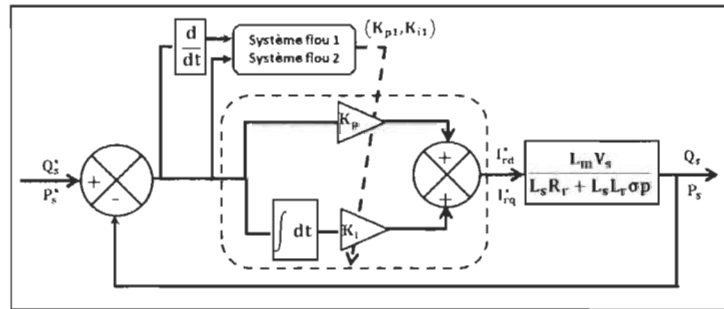 d
dt
Système flou 1
Système flou 2
(K_p1, K_i1)
Q_s^*
P_s^*
+
-
K_p
∫ dt
K_i
+
+
I_rd^*
I_rq^*
L_m V_s
L_s R_r + L_s L_r σp
Q_s
P_s